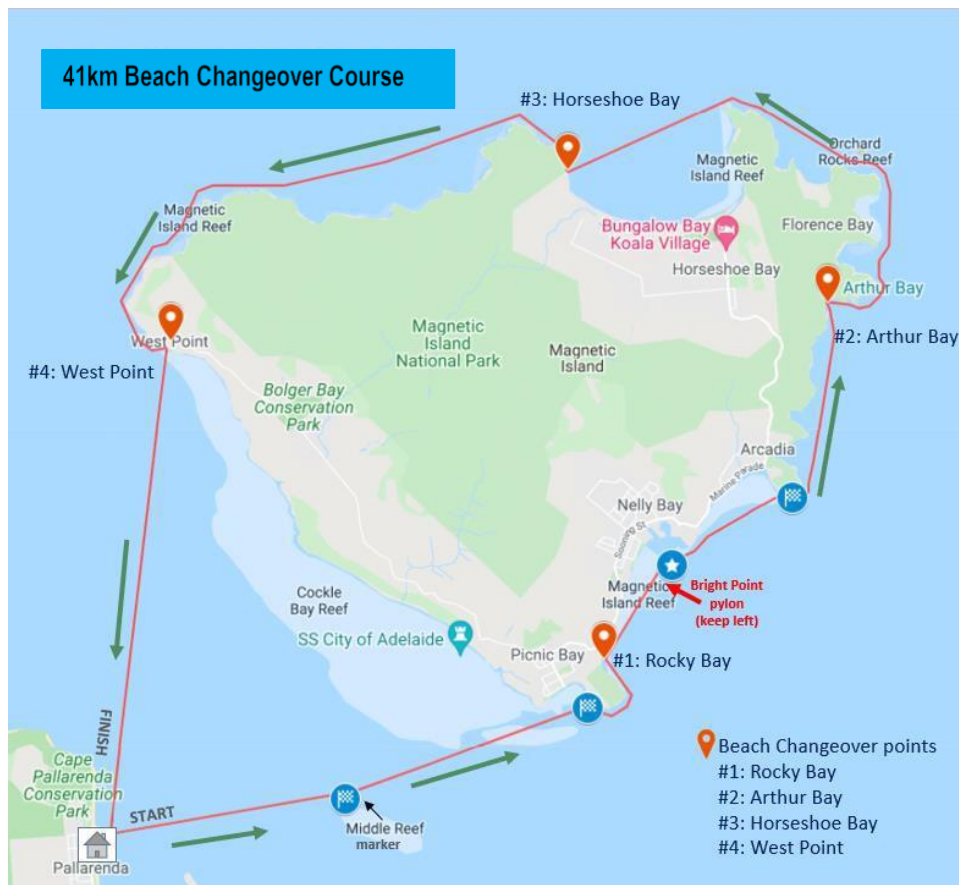 41km Beach Changeover Course
#3: Horseshoe Bay
Orchard
Rocks Reef
Magnetic
Island Reef
Magnetic
Island Reef
Florence Bay
Bungalow Bay
Koala Village
Horseshoe Bay
Arthur Bay
#2: Arthur Bay
West Point
#4: West Point
Magnetic
Island
National Park
Magnetic
Island
Bolger Bay
Conservation
Park
Arcadia
Marine Parade
Nelly Bay
Sooning St
Bright Point
pylon
(keep left)
Magnetic
Island Reef
Cockle
Bay Reef
SS City of Adelaide
Picnic Bay
#1: Rocky Bay
FINISH
START
Cape
Pallarenda
Conservation
Park
Middle Reef
marker
Pallarenda
Beach Changeover points
#1: Rocky Bay
#2: Arthur Bay
#3: Horseshoe Bay
#4: West Point